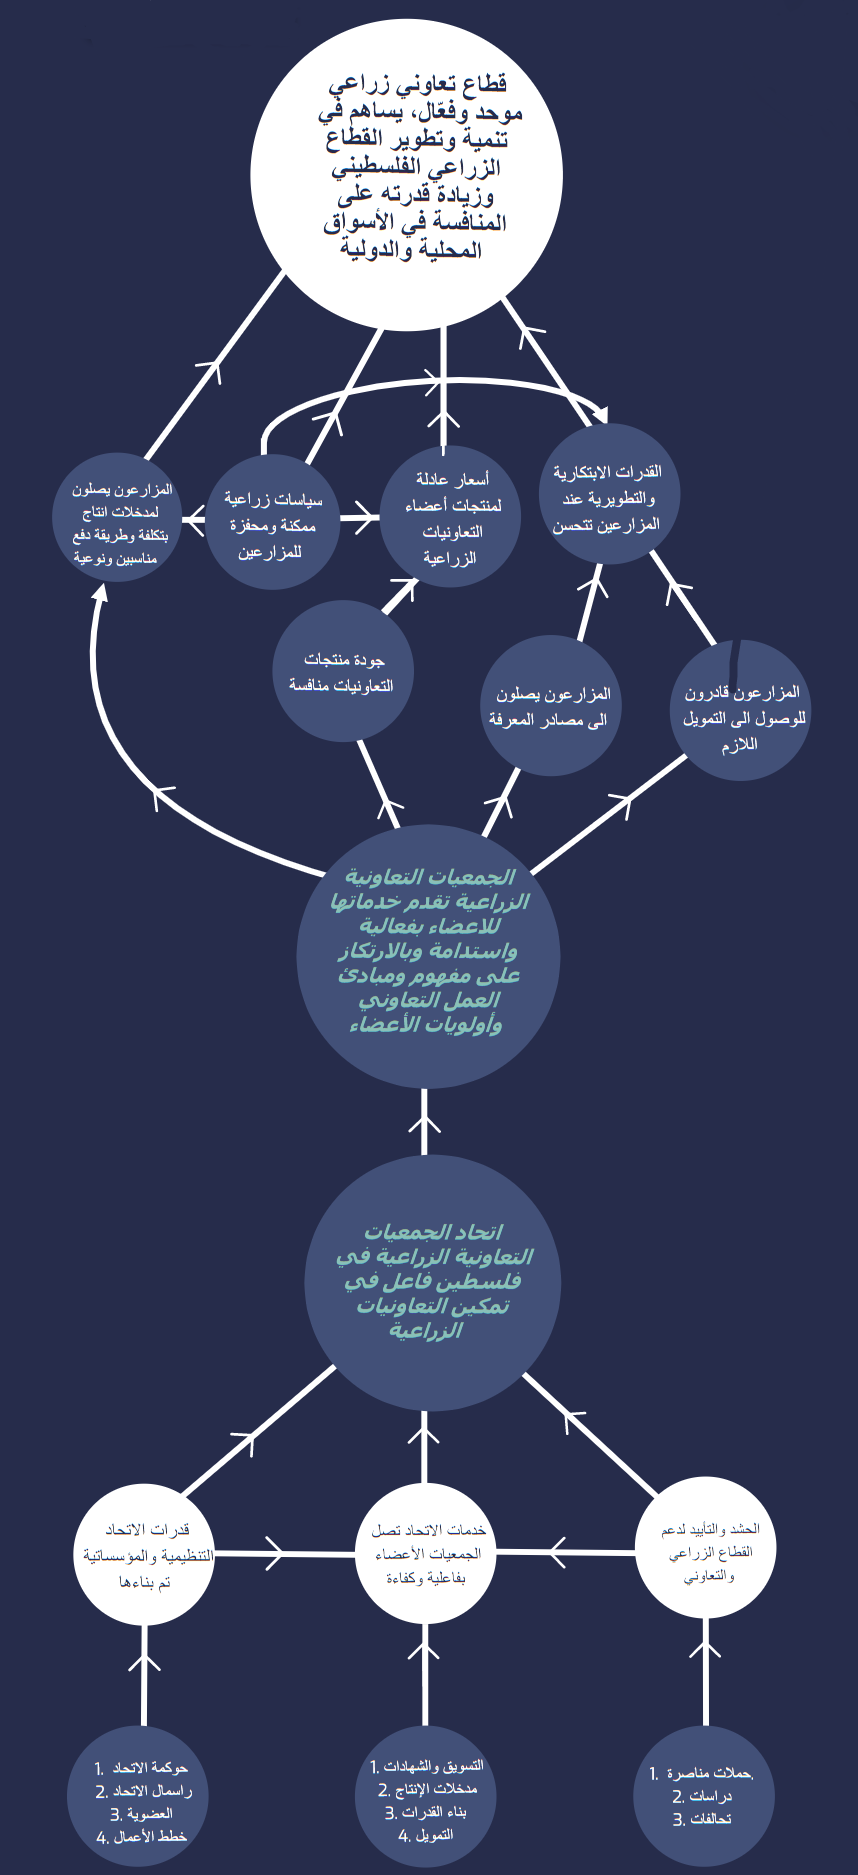 قطاع تعاوني زراعي
موحد وفعّال، يساهم في
تنمية وتطوير القطاع
الزراعي الفلسطيني
وزيادة قدرته على
المنافسة في الأسواق
المحلية والدولية
القدرات الابتكارية
والتطويرية عند
المزارعين تتحسن
أسعار عادلة
لمنتجات أعضاء
التعاونيات
الزراعية
سياسات زراعية
ممكنة ومحفزة
للمزارعين
المزارعون يصلون
لمدخلات انتاج
بتكلفة وطريقة دفع
مناسبين ونوعية
المزارعون قادرون
للوصول الى التمويل
اللازم
المزارعون يصلون
الى مصادر المعرفة
جودة منتجات
التعاونيات منافسة
الجمعيات التعاونية
الزراعية تقدم خدماتها
للاعضاء بفعالية
واستدامة وبالارتكاز
على مفهوم ومبادئ
العمل التعاوني
وأولويات الأعضاء
اتحاد الجمعيات
التعاونية الزراعية في
فلسطين فاعل في
تمكين التعاونيات
الزراعية
الحشد والتأييد لدعم
القطاع الزراعي
والتعاوني
خدمات الاتحاد تصل
الجمعيات الأعضاء
بفاعلية وكفاءة
قدرات الاتحاد
التنظيمية والمؤسساتية
تم بناءها
1. حملات مناصرة.
2. دراسات
3. تحالفات
1. التسويق والشهادات
2. مدخلات الإنتاج
3. بناء القدرات
4. التمويل
1. حوكمة الاتحاد
2. راسمال الاتحاد
3. العضوية
4. خطط الأعمال